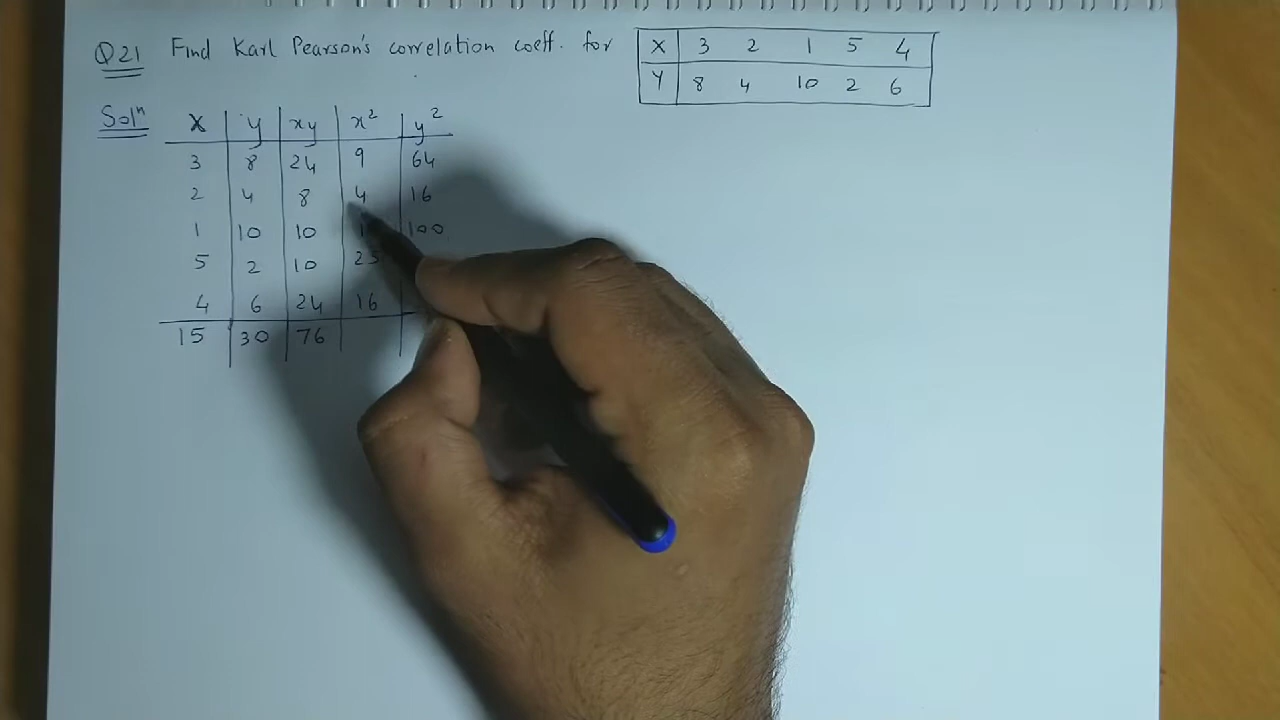 Q21 Find Karl Pearson's correlation coeff. for
X 3 2 1 5 4
Y 8 4 10 2 6
Solⁿ
x y xy x² y²
3 8 24 9 64
2 4 8 4 16
1 10 10 1 100
5 2 10 25
4 6 24 16
15 30 76